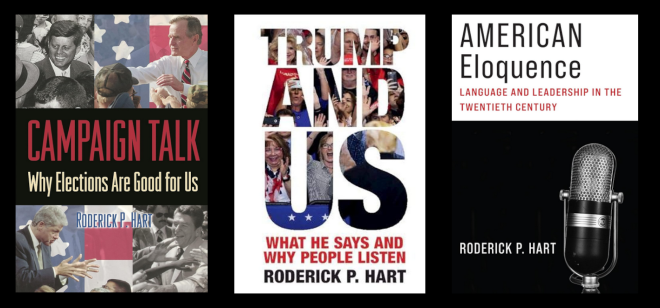 CAMPAIGN TALK
Why Elections Are Good for Us
RODERICK P. HART
TRUMP
AND
US
WHAT HE SAYS AND
WHY PEOPLE LISTEN
RODERICK P. HART
AMERICAN
Eloquence
LANGUAGE AND LEADERSHIP IN THE
TWENTIETH CENTURY
RODERICK P. HART